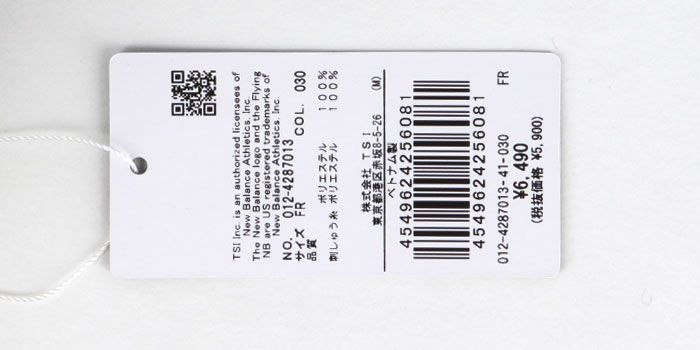 TSI Inc. is an authorized licensees of
New Balance Athletics. Inc.
The New Balance logo and the Flying
NB are US registered trademarks of
New Balance Athletics. Inc
NO. 012-4287013 COL. 030
サイズ FR
品質
ポリエステル 100%
刺しゅう糸 ポリエステル 100%
株式会社 TSI
東京都港区赤坂8-5-26 (M)
ベトナム製
4549624256081
4549624256081
012-4287013-41-030 FR
¥6,490
(税抜価格 ¥5,900)